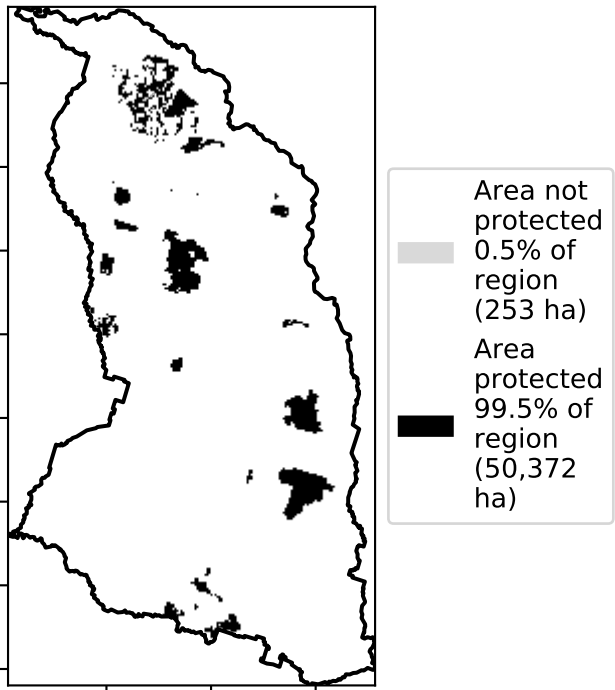 Area not
protected
0.5% of
region
(253 ha)
Area
protected
99.5% of
region
(50,372
ha)